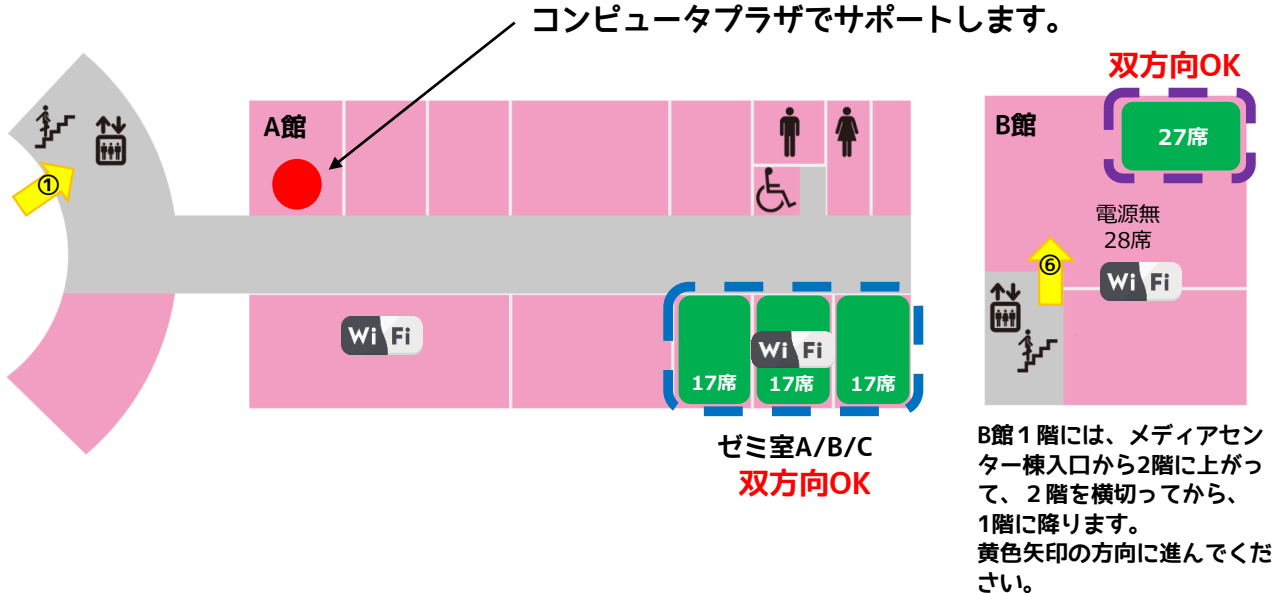 コンピュータプラザでサポートします。
双方向OK
A館
B館
27席
①
電源無
28席
⑥
Wi Fi
Wi Fi
Wi Fi
17席
17席
17席
ゼミ室A/B/C
双方向OK
B館１階には、メディアセン
ター棟入口から2階に上がっ
て、２階を横切ってから、
1階に降ります。
黄色矢印の方向に進んでくだ
さい。